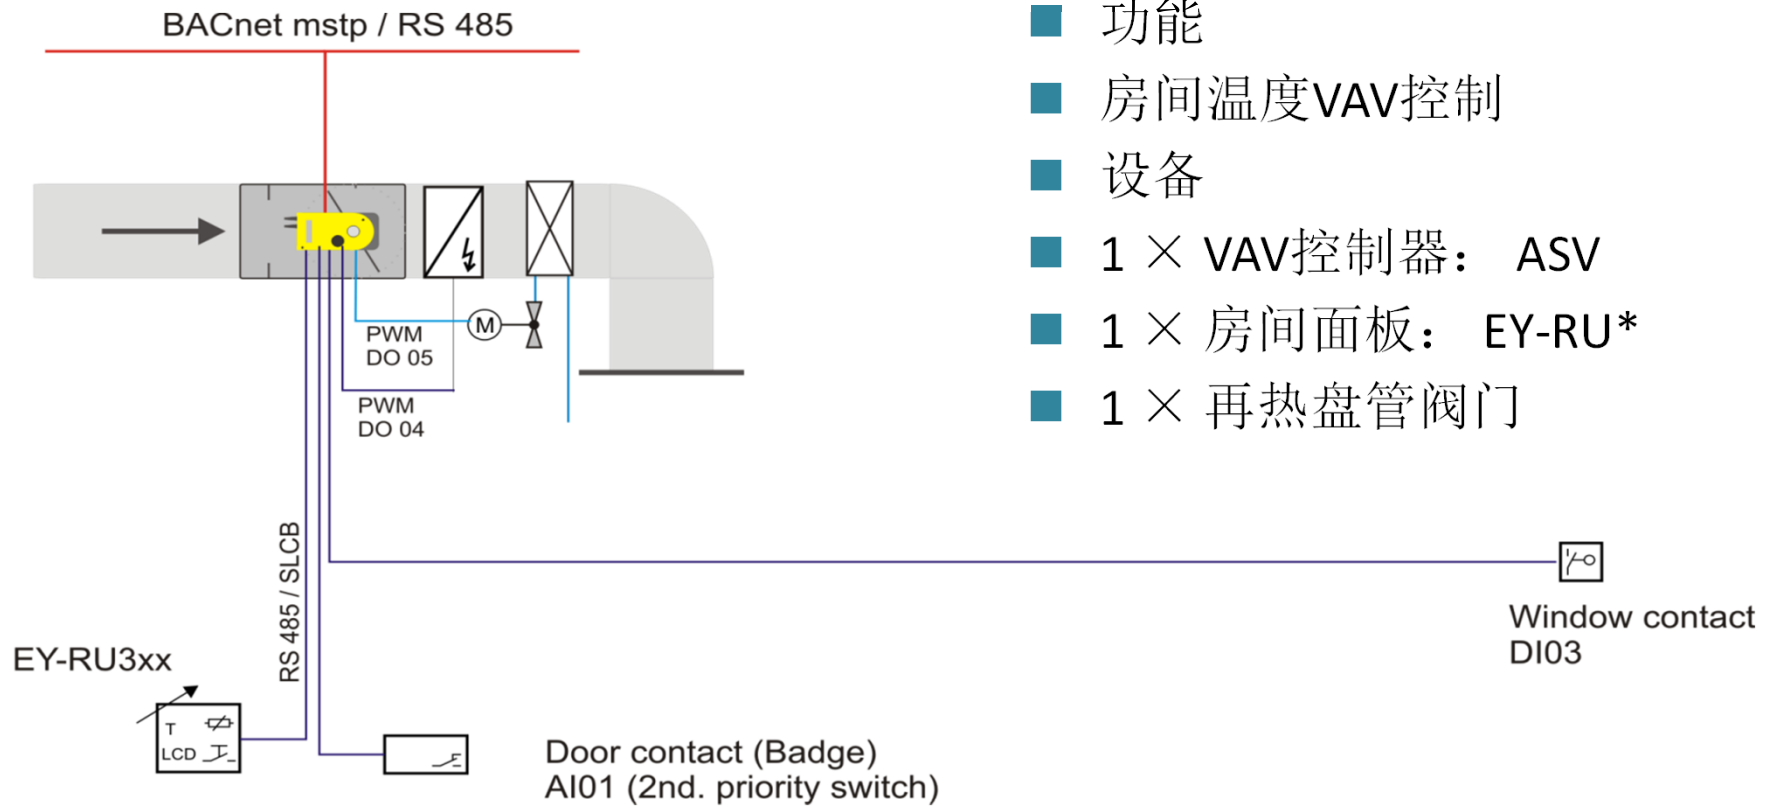 BACnet mstp / RS 485
功能
房间温度VAV控制
设备
1 × VAV控制器： ASV
1 × 房间面板： EY-RU*
1 × 再热盘管阀门
M
PWM
DO 05
PWM
DO 04
RS 485 / SLCB
EY-RU3xx
T
LCD
Door contact (Badge)
AI01 (2nd. priority switch)
Window contact
DI03